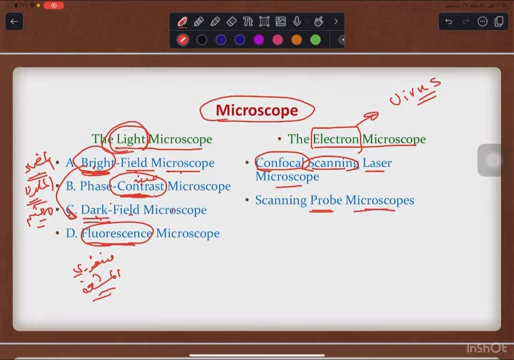 Microscope
virus
The Light Microscope
A. Bright-Field Microscope
B. Phase-Contrast Microscope
C. Dark-Field Microscope
D. Fluorescence Microscope
The Electron Microscope
Confocal Scanning Laser
Microscope
Scanning Probe Microscopes
InShOt